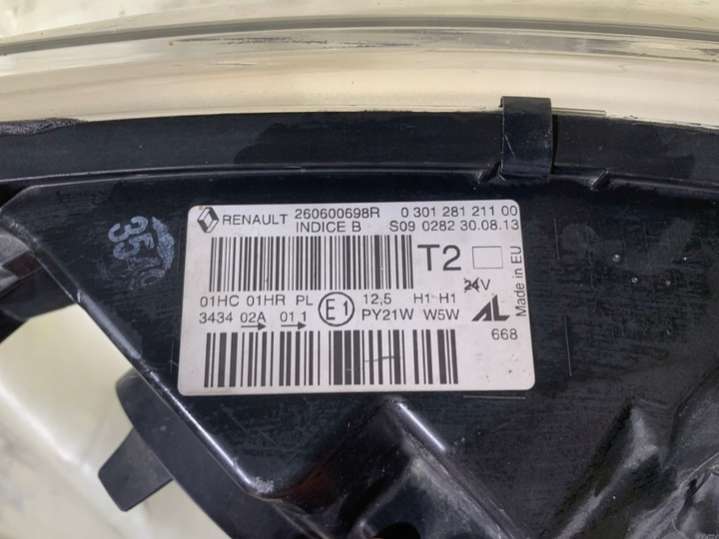 RENAULT 260600698R 0 301 281 211 00
INDICE B S09 0282 30.08.13
T2
24V
Made in EU
01HC 01HR PL E1 12,5 H1 H1
3434 02A 01 1 PY21W W5W
AL
668